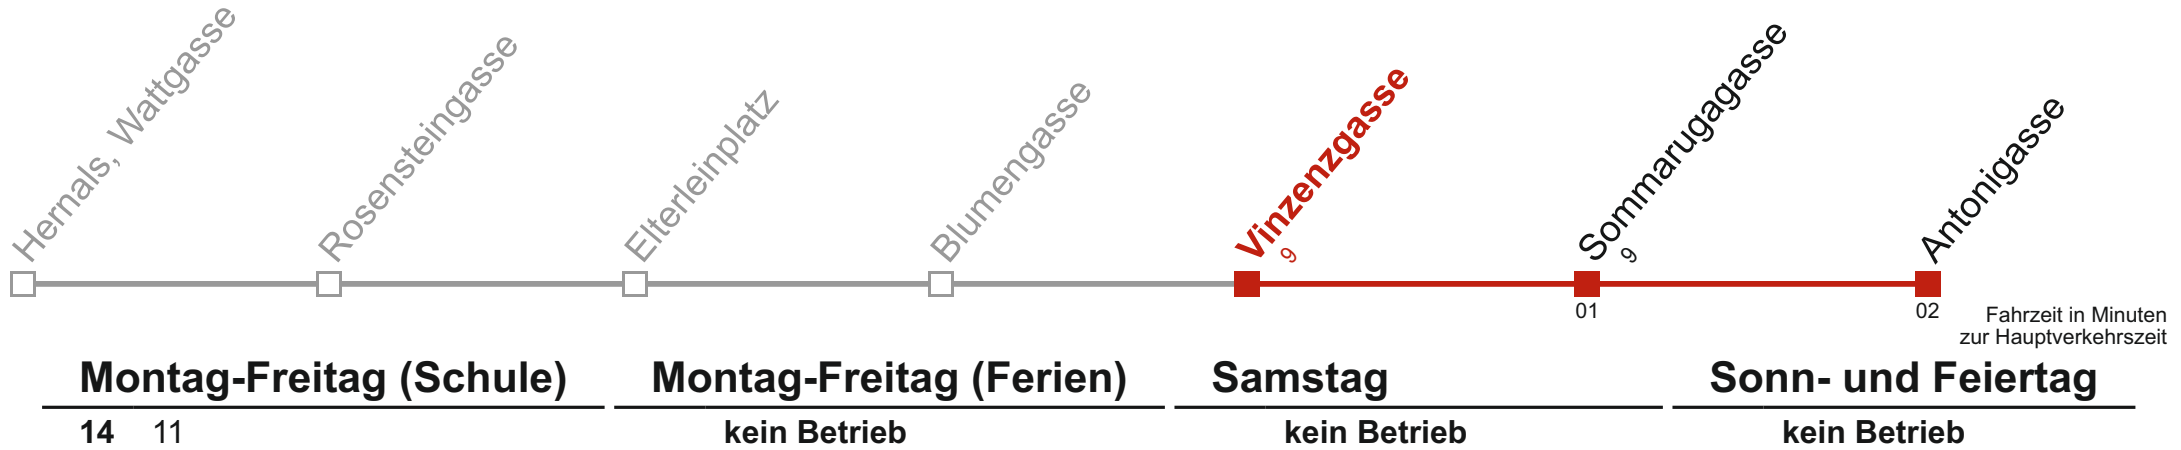 Hernals, Wattgasse
Rosensteingasse
Elterleinplatz
Blumengasse
Vinzenzgasse
9
Sommarugagasse
9
Antonigasse
01
02
Fahrzeit in Minuten
zur Hauptverkehrszeit
Montag-Freitag (Schule)
14 11
Montag-Freitag (Ferien)
kein Betrieb
Samstag
kein Betrieb
Sonn- und Feiertag
kein Betrieb